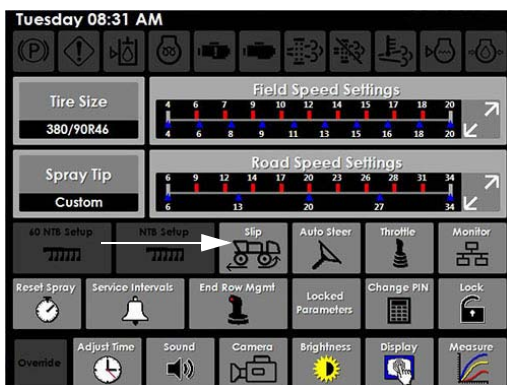 Tuesday 08:31 AM
Tire Size
380/90R46
Field Speed Settings
4 6 7 9 10 12 14 15 17 18 20
4 6 8 9 11 13 15 16 18 20
Spray Tip
Custom
Road Speed Settings
6 9 12 14 17 20 23 26 28 31 34
6 13 20 27 34
60 NTB Setup
NTB Setup
Slip
Auto Steer
Throttle
Monitor
Reset Spray
Service Intervals
End Row Mgmt
Locked
Parameters
Change PIN
Lock
Override
Adjust Time
Sound
Camera
Brightness
Display
Measure